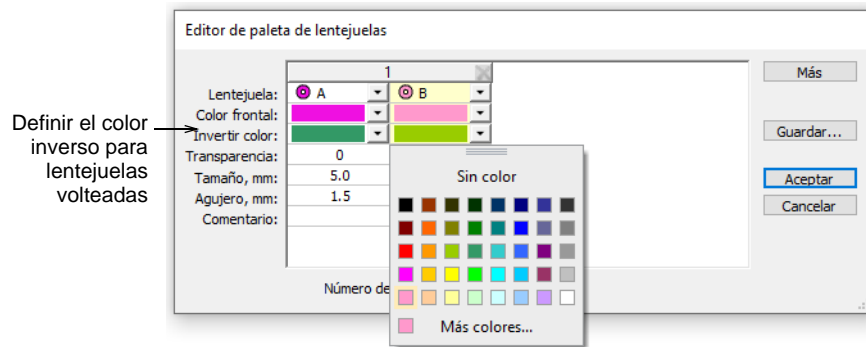 Editor de paleta de lentejuelas
1
Más
Lentejuela: A B
Color frontal:
Definir el color
inverso para
lentejuelas
volteadas
Invertir color:
Guardar...
Transparencia: 0
Sin color
Tamaño, mm: 5.0
Aceptar
Agujero, mm: 1.5
Cancelar
Comentario:
Número de
Más colores...